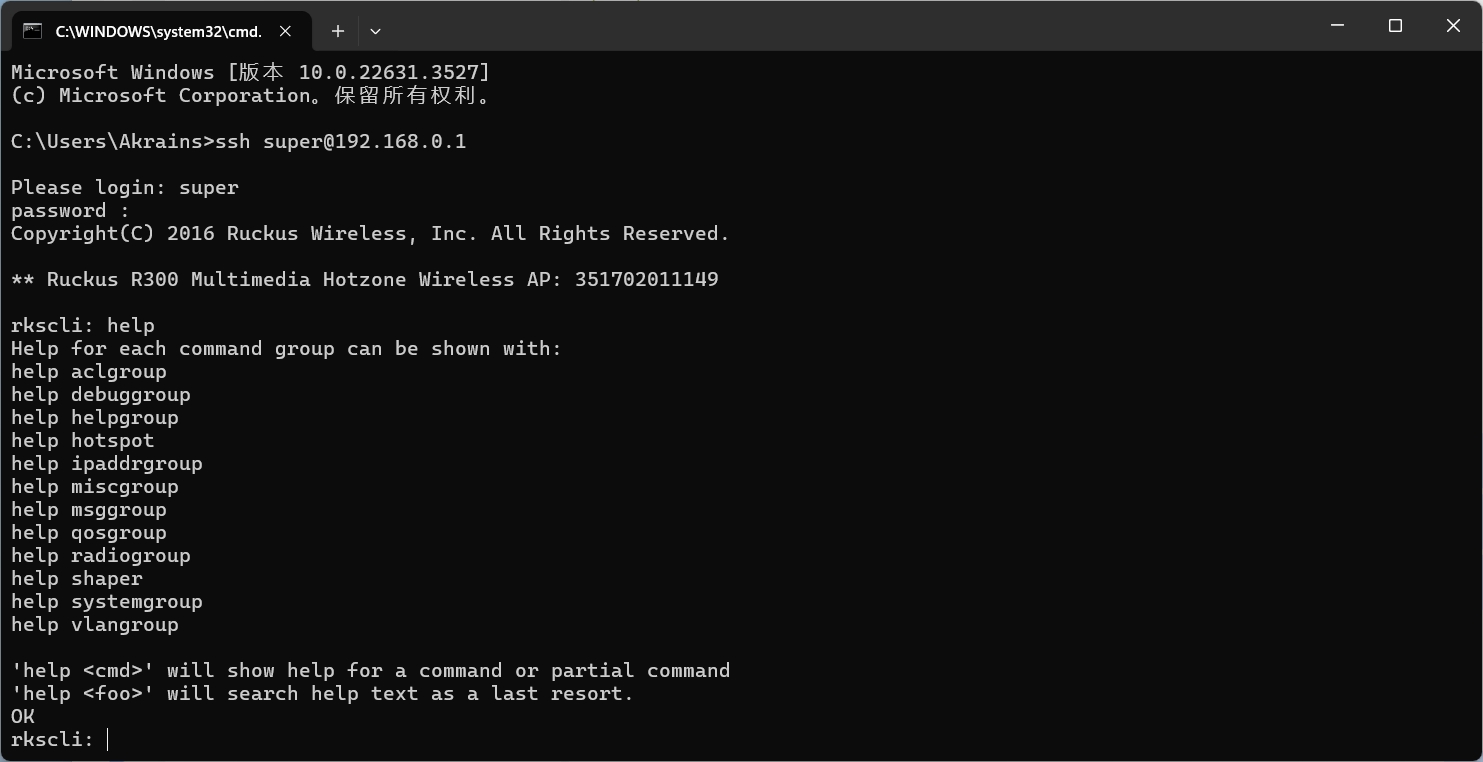 C:\WINDOWS\system32\cmd.
Microsoft Windows [版本 10.0.22631.3527]
(c) Microsoft Corporation。保留所有权利。
C:\Users\Akrains>ssh super@192.168.0.1
Please login: super
password :
Copyright(C) 2016 Ruckus Wireless, Inc. All Rights Reserved.
** Ruckus R300 Multimedia Hotzone Wireless AP: 351702011149
rkscli: help
Help for each command group can be shown with:
help aclgroup
help debuggroup
help helpgroup
help hotspot
help ipaddrgroup
help miscgroup
help msggroup
help qosgroup
help radiogroup
help shaper
help systemgroup
help vlangroup
'help <cmd>' will show help for a command or partial command
'help <foo>' will search help text as a last resort.
OK
rkscli: